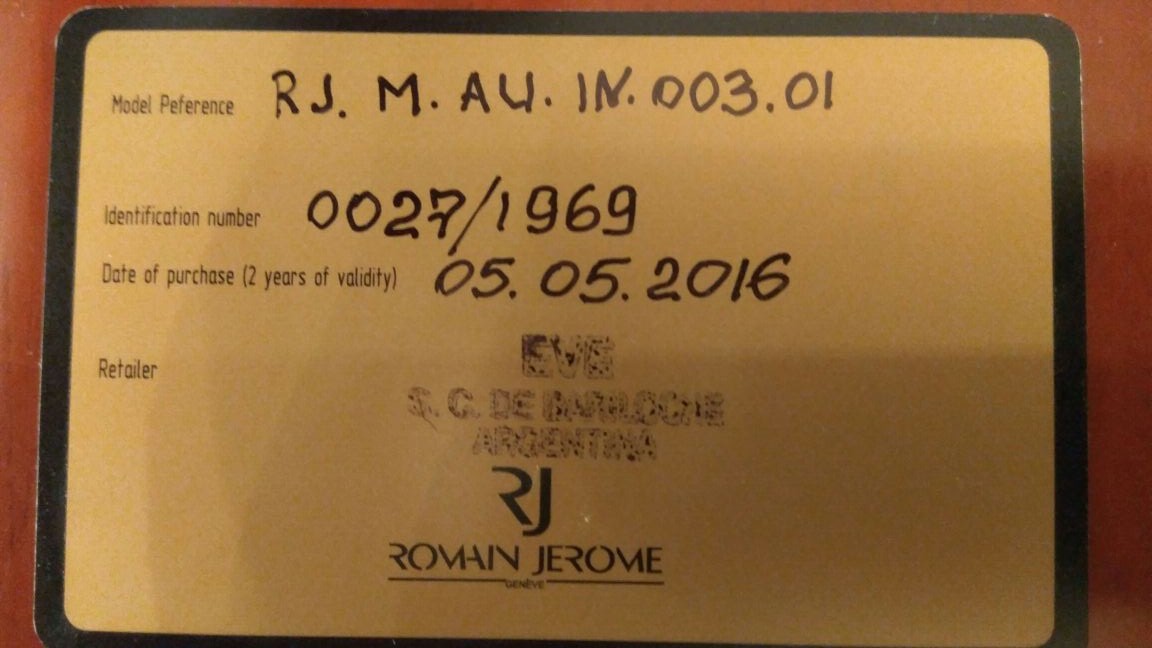 Model Peference RJ. M. AU. IN. 003.01
Identification number 0027/1969
Date of purchase (2 years of validity) 05.05.2016
Retailer
EVE
S. C. DE BARILOCHE
ARGENTINA
RJ
ROMAIN JEROME
GENÈVE